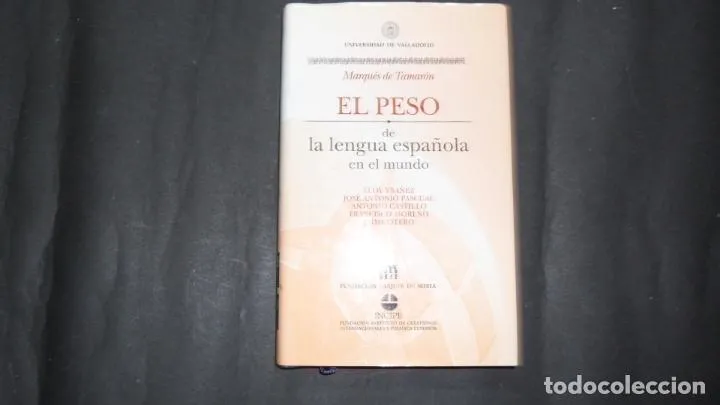 UNIVERSIDAD DE VALLADOLID
Marqués de Tamarón
EL PESO
de
la lengua española
en el mundo
ELOY YBÁÑEZ
JOSÉ ANTONIO PASCUAL
ANTONIO CASTILLO
MORENO
OTERO
FUNDACIÓN DUQUES DE SORIA
INCIPE
FUNDACIÓN INSTITUTO DE CUESTIONES
INTERNACIONALES Y POLÍTICA EXTERIOR
todocoleccion